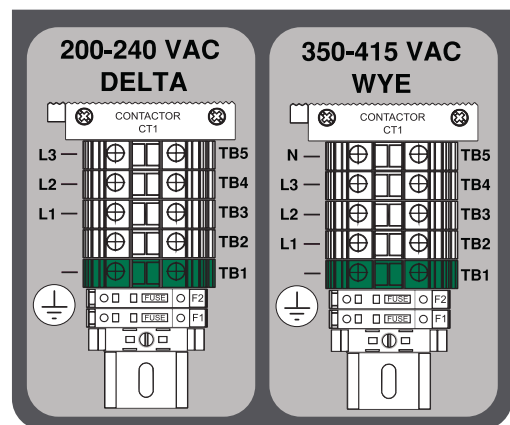 200-240 VAC
DELTA
CONTACTOR
CT1
L3 — TB5
L2 — TB4
L1 — TB3
TB2
— TB1
FUSE F2
FUSE F1
350-415 VAC
WYE
CONTACTOR
CT1
N — TB5
L3 — TB4
L2 — TB3
L1 — TB2
— TB1
FUSE F2
FUSE F1